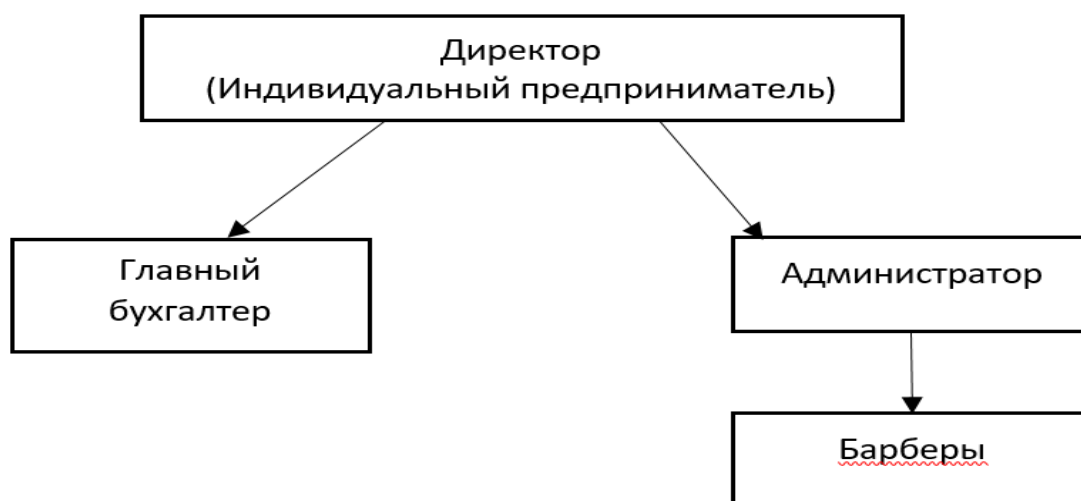 Директор
(Индивидуальный предприниматель)
Главный
бухгалтер
Администратор
Барберы